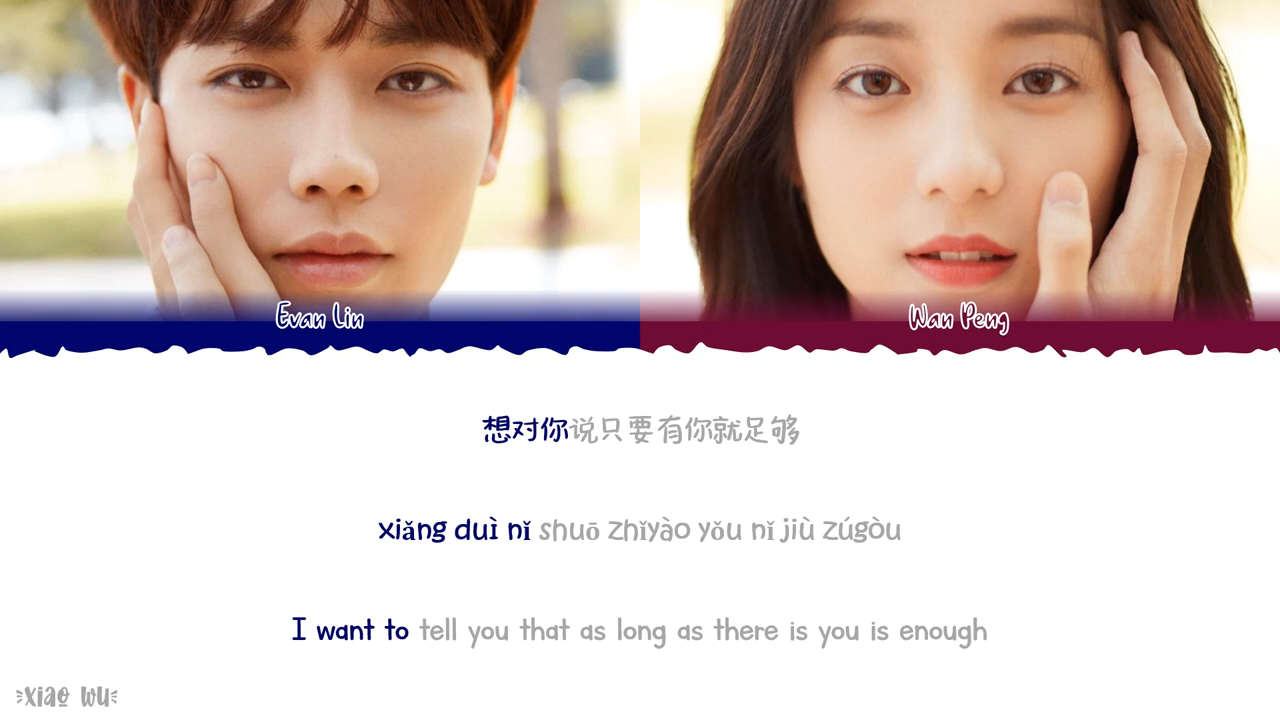 Evan Lin
Wan Peng
想对你说只要有你就足够
xiǎng duì nǐ shuō zhǐyào yǒu nǐ jiù zúgòu
I want to tell you that as long as there is you is enough
xiao wu